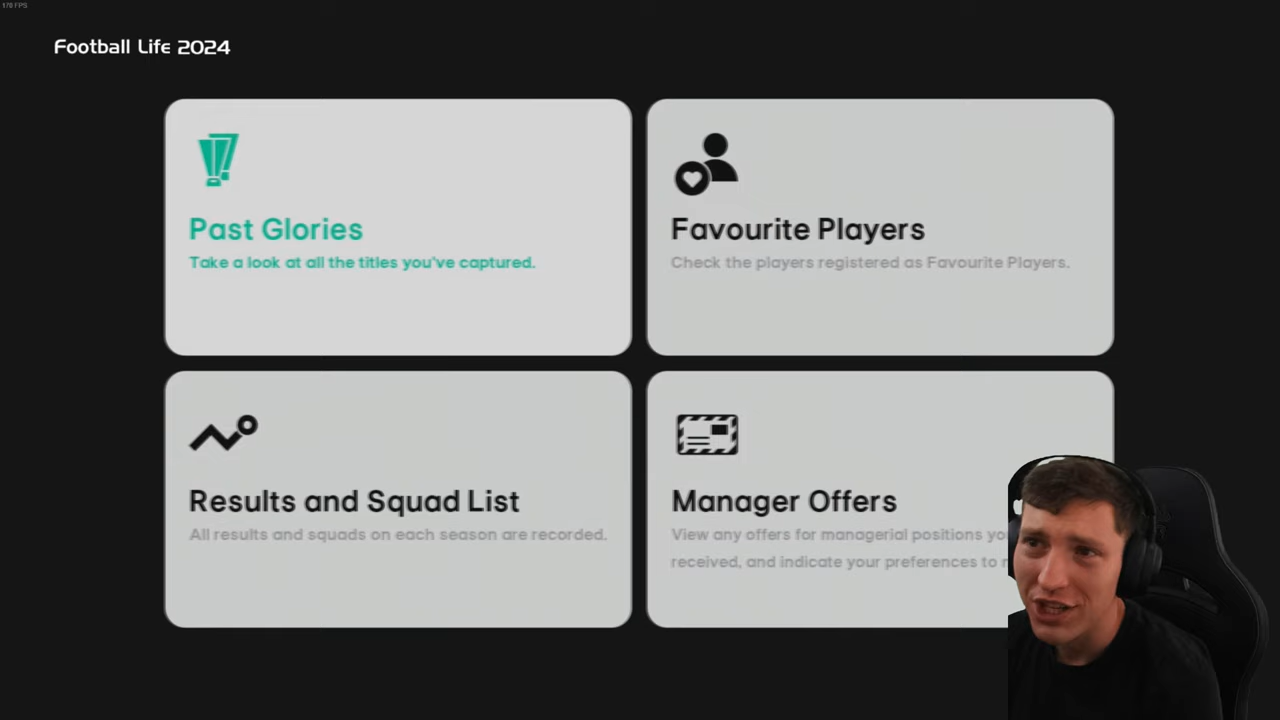 170 FPS
Football Life 2024
Past Glories
Take a look at all the titles you've captured.
Favourite Players
Check the players registered as Favourite Players.
Results and Squad List
All results and squads on each season are recorded.
Manager Offers
View any offers for managerial positions
received, and indicate your preferences to